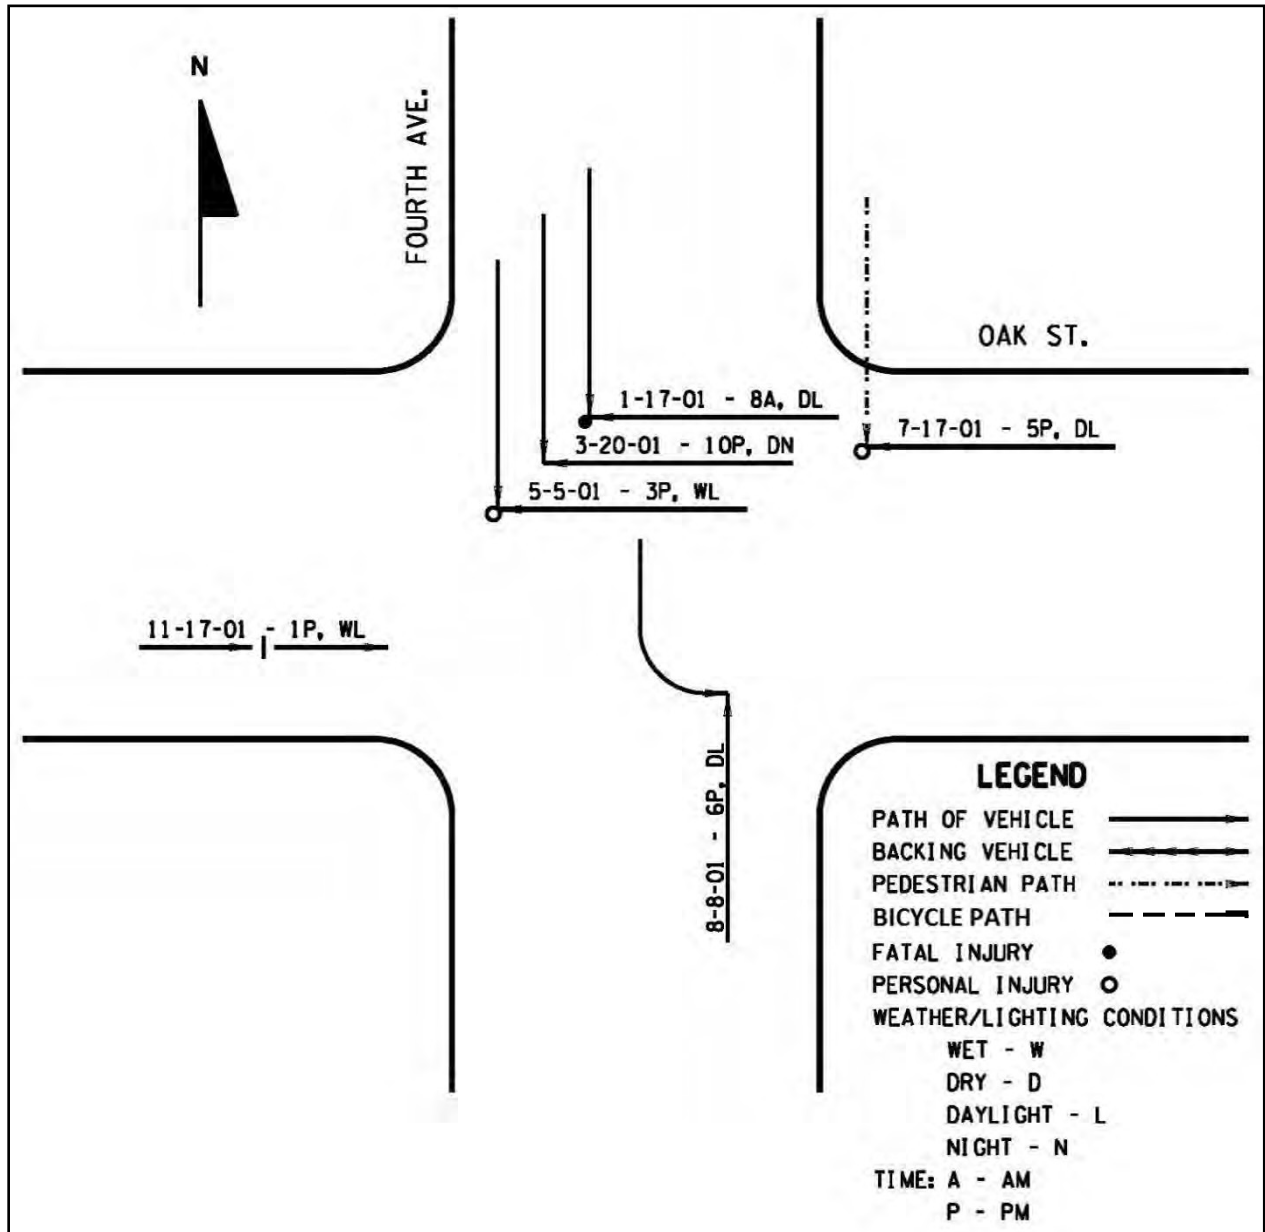 N
FOURTH AVE.
OAK ST.
1-17-01 - 8A, DL
7-17-01 - 5P, DL
3-20-01 - 10P, DN
5-5-01 - 3P, WL
11-17-01 - 1P, WL
8-8-01 - 6P, DL
LEGEND
PATH OF VEHICLE
BACKING VEHICLE
PEDESTRIAN PATH
BICYCLE PATH
FATAL INJURY
PERSONAL INJURY
WEATHER/LIGHTING CONDITIONS
WET - W
DRY - D
DAYLIGHT - L
NIGHT - N
TIME: A - AM
P - PM